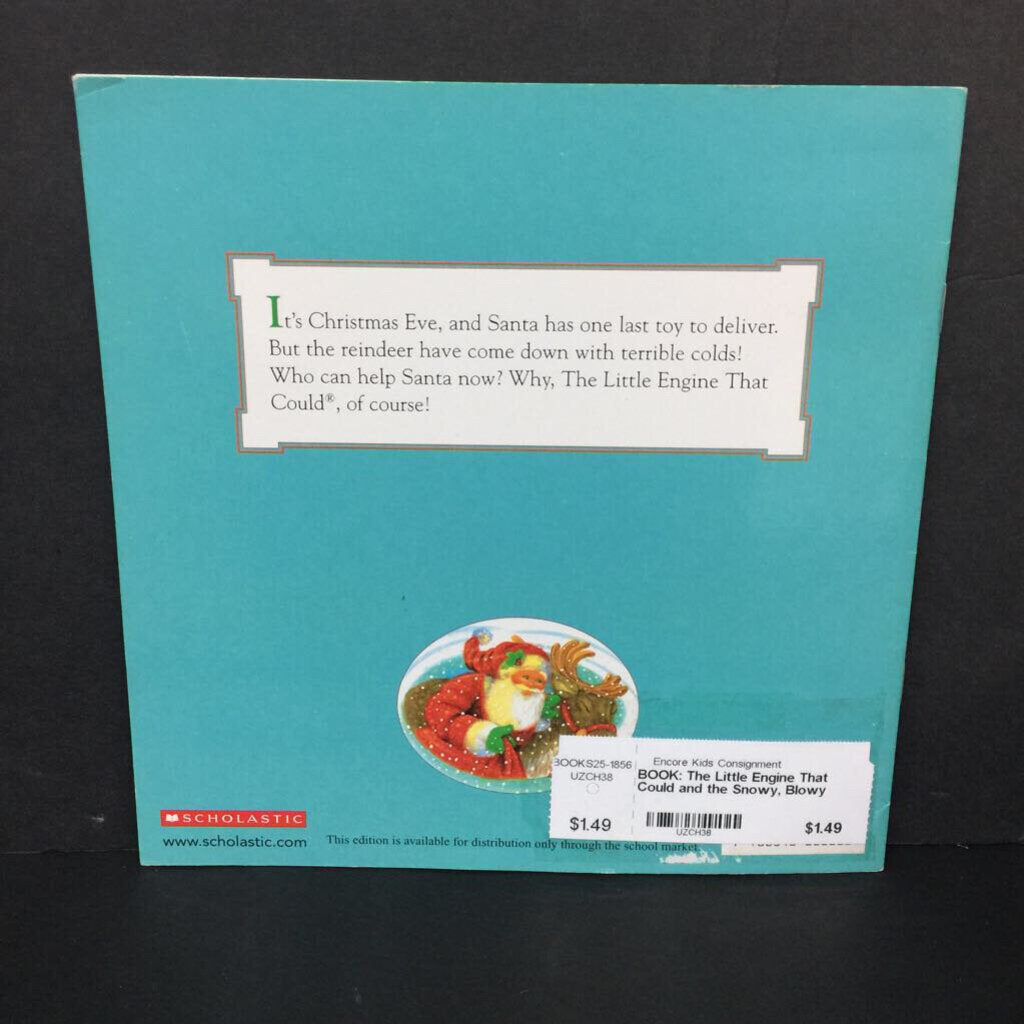 It's Christmas Eve, and Santa has one last toy to deliver.
But the reindeer have come down with terrible colds!
Who can help Santa now? Why, The Little Engine That
Could®, of course!
BOOKS25-1856
UZCH38
$1.49
Encore Kids Consignment
BOOK: The Little Engine That
Could and the Snowy, Blowy
UZCH38
$1.49
SCHOLASTIC
www.scholastic.com
This edition is available for distribution only through the school market.